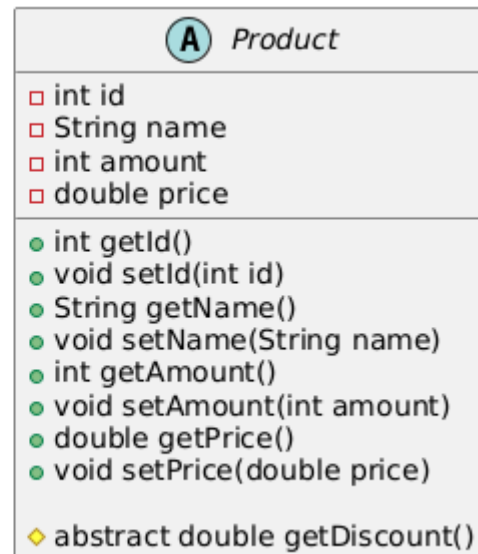 A Product
int id
String name
int amount
double price
int getId()
void setId(int id)
String getName()
void setName(String name)
int getAmount()
void setAmount(int amount)
double getPrice()
void setPrice(double price)
abstract double getDiscount()